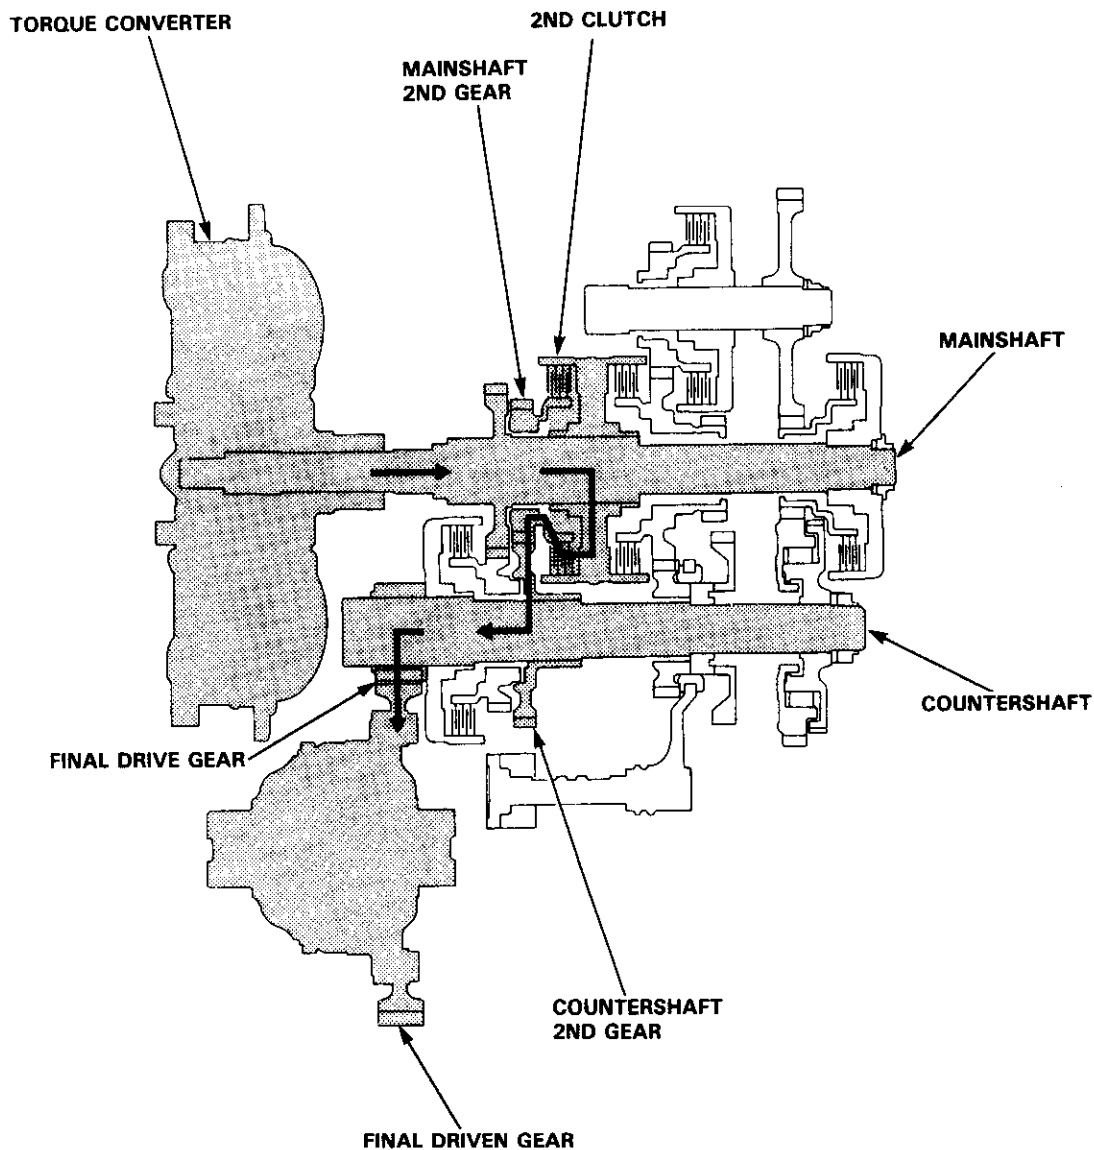 TORQUE CONVERTER
2ND CLUTCH
MAINSHAFT
2ND GEAR
MAINSHAFT
COUNTERSHAFT
FINAL DRIVE GEAR
COUNTERSHAFT
2ND GEAR
FINAL DRIVEN GEAR